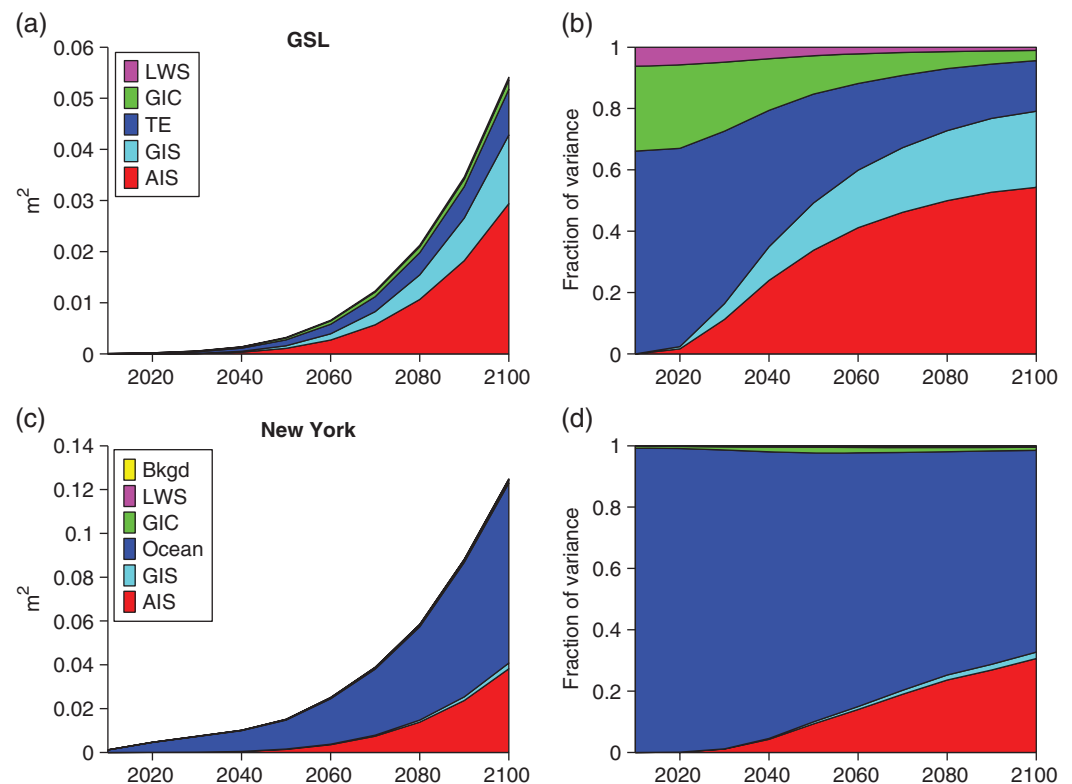 (a)
GSL
0.06
0.05
0.04
0.03
0.02
0.01
0
m2
LWS
GIC
TE
GIS
AIS
2020 2040 2060 2080 2100
(b)
1
0.8
0.6
0.4
0.2
0
Fraction of variance
2020 2040 2060 2080 2100
(c)
New York
0.14
0.12
0.1
0.08
0.06
0.04
0.02
0
m2
Bkgd
LWS
GIC
Ocean
GIS
AIS
2020 2040 2060 2080 2100
(d)
1
0.8
0.6
0.4
0.2
0
Fraction of variance
2020 2040 2060 2080 2100